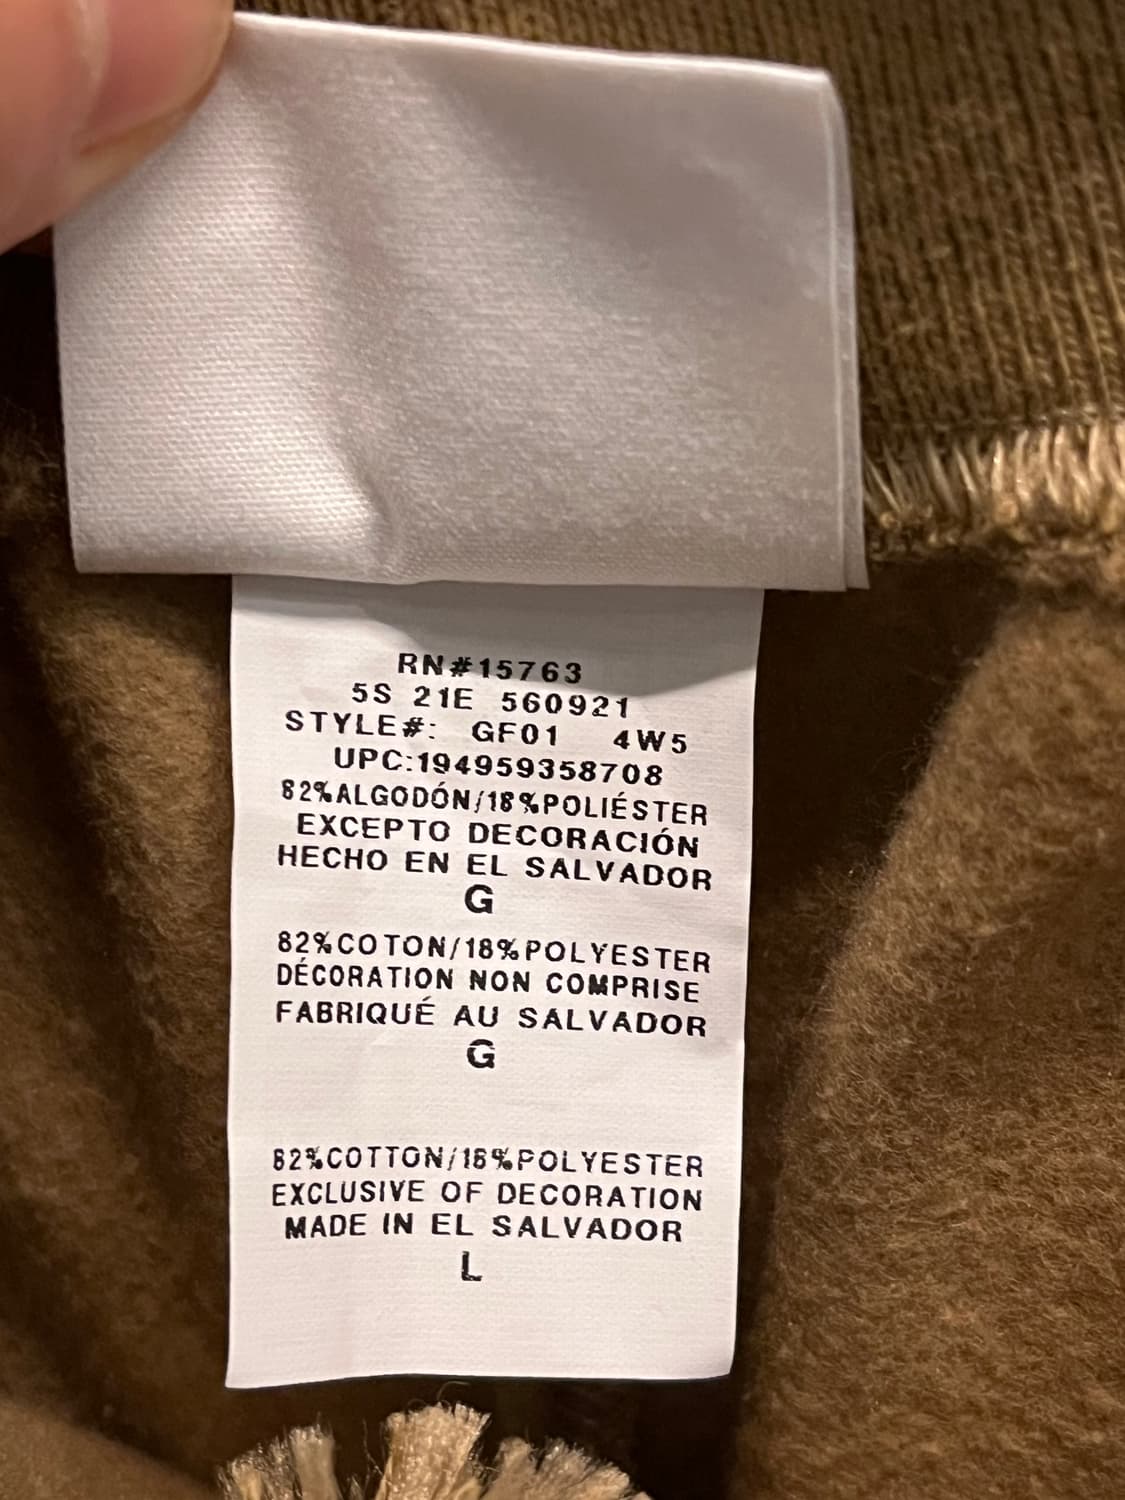 RN#15763
5S 21E 560921
STYLE#: GF01 4W5
UPC:194959358708
82%ALGODÓN/18%POLIÉSTER
EXCEPTO DECORACIÓN
HECHO EN EL SALVADOR
G
82%COTON/18%POLYESTER
DÉCORATION NON COMPRISE
FABRIQUÉ AU SALVADOR
G
82%COTTON/18%POLYESTER
EXCLUSIVE OF DECORATION
MADE IN EL SALVADOR
L